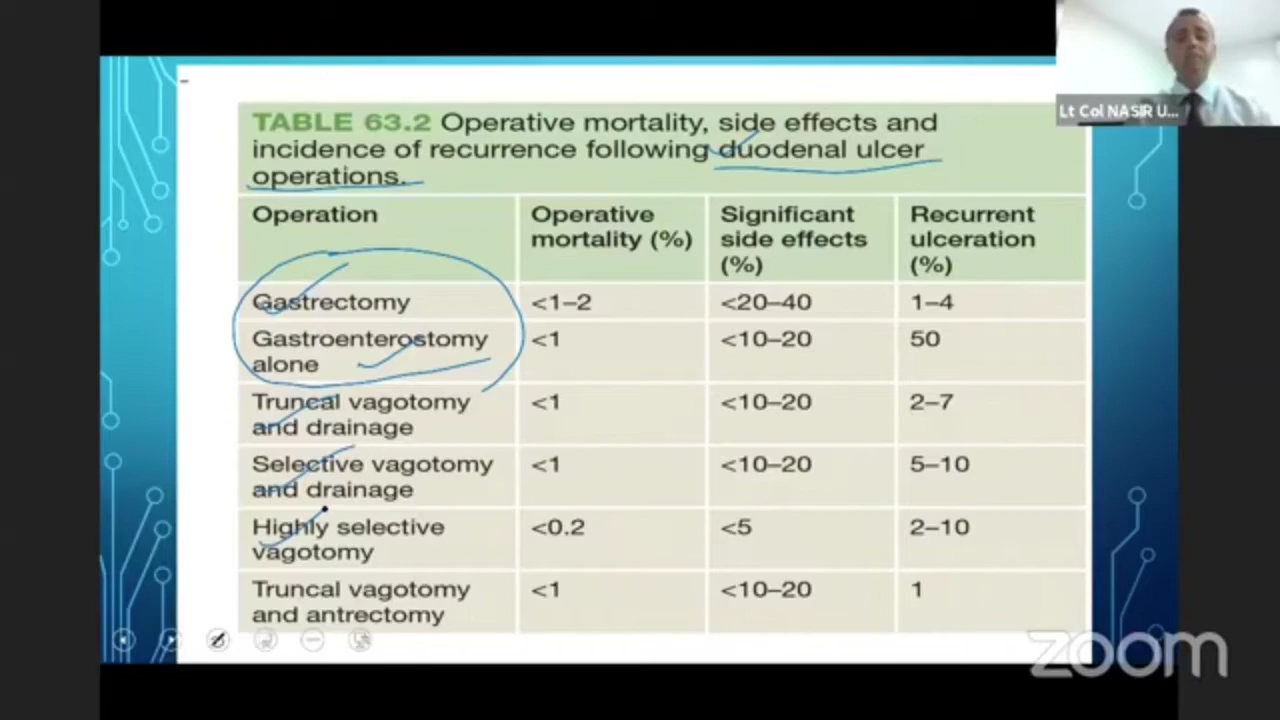 Lt Col NASIR U...
TABLE 63.2 Operative mortality, side effects and
incidence of recurrence following duodenal ulcer
operations.
Operation
Operative
mortality (%)
Significant
side effects
(%)
Recurrent
ulceration
(%)
Gastrectomy
<1–2
<20–40
1–4
Gastroenterostomy
alone
<1
<10–20
50
Truncal vagotomy
and drainage
<1
<10–20
2–7
Selective vagotomy
and drainage
<1
<10–20
5–10
Highly selective
vagotomy
<0.2
<5
2–10
Truncal vagotomy
and antrectomy
<1
<10–20
1
zoom